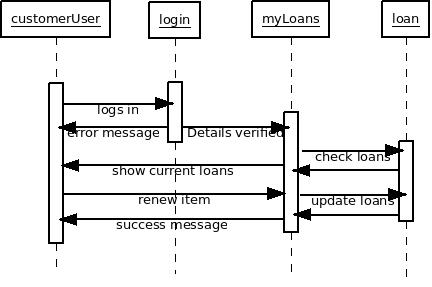 customerUser
login
myLoans
loan
logs in
error message
Details verified
check loans
show current loans
renew item
update loans
success message